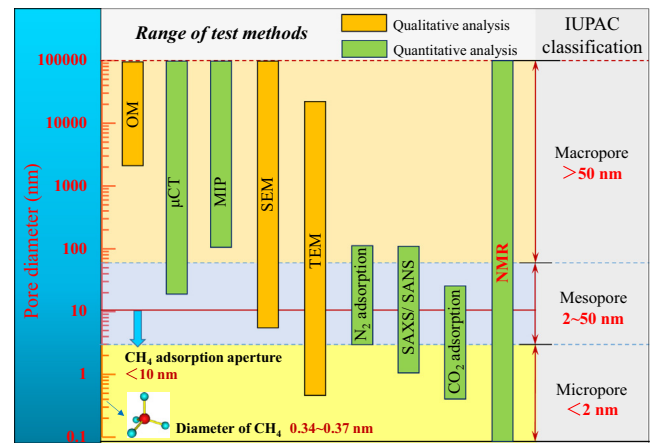 Range of test methods
Qualitative analysis
Quantitative analysis
IUPAC
classification
Pore diameter (nm)
100000
10000
1000
100
10
1
0.1
OM
μCT
MIP
SEM
TEM
N₂ adsorption
SAXS/ SANS
CO₂ adsorption
NMR
Macropore
＞50 nm
Mesopore
2~50 nm
Micropore
＜2 nm
CH₄ adsorption aperture
＜10 nm
Diameter of CH₄ 0.34~0.37 nm